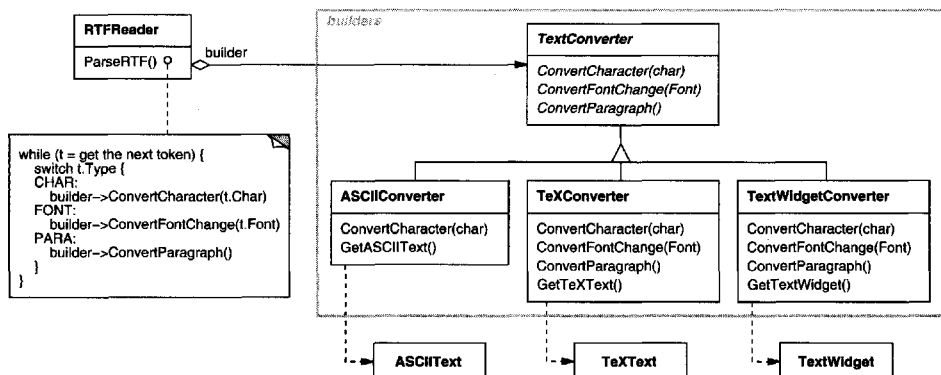 builders
RTFReader
ParseRTF()
builder
TextConverter
ConvertCharacter(char)
ConvertFontChange(Font)
ConvertParagraph()
while (t = get the next token) {
switch t.Type {
CHAR:
builder->ConvertCharacter(t.Char)
FONT:
builder->ConvertFontChange(t.Font)
PARA:
builder->ConvertParagraph()
}
}
ASCIIConverter
ConvertCharacter(char)
GetASCIIText()
TeXConverter
ConvertCharacter(char)
ConvertFontChange(Font)
ConvertParagraph()
GetTeXText()
TextWidgetConverter
ConvertCharacter(char)
ConvertFontChange(Font)
ConvertParagraph()
GetTextWidget()
ASCIIText
TeXText
TextWidget